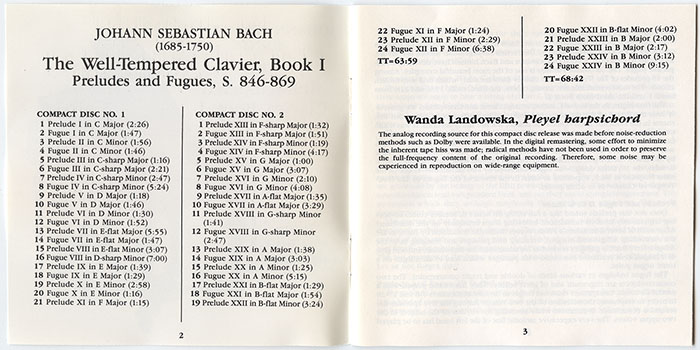 JOHANN SEBASTIAN BACH
(1685-1750)
The Well-Tempered Clavier, Book I
Preludes and Fugues, S. 846-869
COMPACT DISC NO. 1
1 Prelude I in C Major (2:26)
2 Fugue I in C Major (1:47)
3 Prelude II in C Minor (1:56)
4 Fugue II in C Minor (1:46)
5 Prelude III in C-sharp Major (1:16)
6 Fugue III in C-sharp Major (2:21)
7 Prelude IV in C-sharp Minor (2:47)
8 Fugue IV in C-sharp Minor (5:24)
9 Prelude V in D Major (1:18)
10 Fugue V in D Major (1:46)
11 Prelude VI in D Minor (1:30)
12 Fugue VI in D Minor (1:52)
13 Prelude VII in E-flat Major (5:55)
14 Fugue VII in E-flat Major (1:47)
15 Prelude VIII in E-flat Minor (3:07)
16 Fugue VIII in D-sharp Minor (7:00)
17 Prelude IX in E Major (1:39)
18 Fugue IX in E Major (1:29)
19 Prelude X in E Minor (2:58)
20 Fugue X in E Minor (1:16)
21 Prelude XI in F Major (1:15)
COMPACT DISC NO. 2
1 Prelude XIII in F-sharp Major (1:32)
2 Fugue XIII in F-sharp Major (1:51)
3 Prelude XIV in F-sharp Minor (1:19)
4 Fugue XIV in F-sharp Minor (4:17)
5 Prelude XV in G Major (1:00)
6 Fugue XV in G Major (3:07)
7 Prelude XVI in G Minor (2:10)
8 Fugue XVI in G Minor (4:08)
9 Prelude XVII in A-flat Major (1:35)
10 Fugue XVII in A-flat Major (3:29)
11 Prelude XVIII in G-sharp Minor
(1:41)
12 Fugue XVIII in G-sharp Minor
(2:47)
13 Prelude XIX in A Major (1:38)
14 Fugue XIX in A Major (3:03)
15 Prelude XX in A Minor (1:25)
16 Fugue XX in A Minor (5:15)
17 Prelude XXI in B-flat Major (1:29)
18 Fugue XXI in B-flat Major (1:54)
19 Prelude XXII in B-flat Minor (3:24)
2
22 Fugue XI in F Major (1:24)
23 Prelude XII in F Minor (2:29)
24 Fugue XII in F Minor (6:38)
TT=63:59
20 Fugue XXII in B-flat Minor (4:02)
21 Prelude XXIII in B Major (2:00)
22 Fugue XXIII in B Major (2:17)
23 Prelude XXIV in B Minor (3:12)
24 Fugue XXIV in B Minor (9:15)
TT=68:42
Wanda Landowska, Pleyel harpsichord
The analog recording source for this compact disc release was made before noise-reduction
methods such as Dolby were available. In the digital remastering, some effort to minimize
the inherent tape hiss was made; radical methods have not been used in order to preserve
the full-frequency content of the original recording. Therefore, some noise may be
experienced in reproduction on wide-range equipment.
3